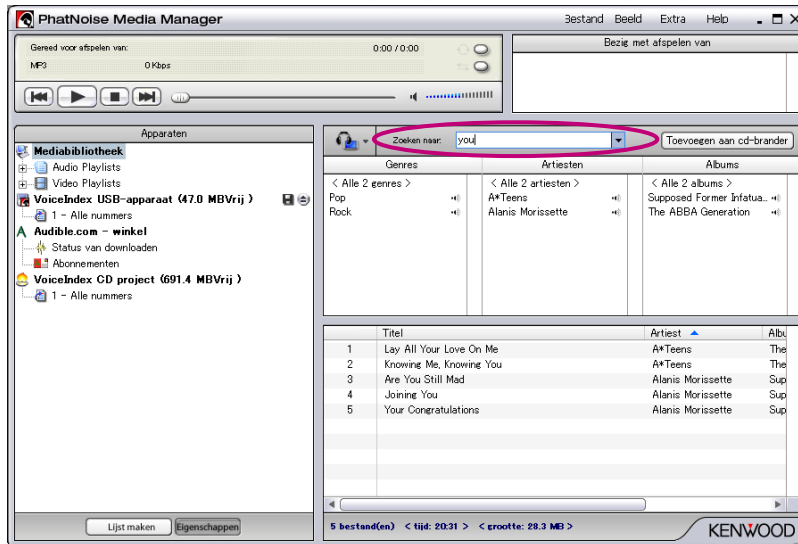 PhatNoise Media Manager
Bestand Beeld Extra Help
Gereed voor afspelen van: 0:00 / 0:00
MP3 0 Kbps
Bezig met afspelen van
Apparaten
Mediabibliotheek
Audio Playlists
Video Playlists
VoiceIndex USB-apparaat (47.0 MBVrij )
1 - Alle nummers
Audible.com - winkel
Status van downloaden
Abonnementen
VoiceIndex CD project (691.4 MBVrij )
1 - Alle nummers
Lijst maken Eigenschappen
Zoeken naar: you Toevoegen aan cd-brander
Genres Artiesten Albums
< Alle 2 genres > < Alle 2 artiesten > < Alle 2 albums >
Pop A*Teens Supposed Former Infatua...
Rock Alanis Morissette The ABBA Generation
Titel Artiest Albu
1 Lay All Your Love On Me A*Teens The
2 Knowing Me, Knowing You A*Teens The
3 Are You Still Mad Alanis Morissette Sup
4 Joining You Alanis Morissette Sup
5 Your Congratulations Alanis Morissette Sup
5 bestand(en) < tijd: 20:31 > < grootte: 28.3 MB >
KENWOOD